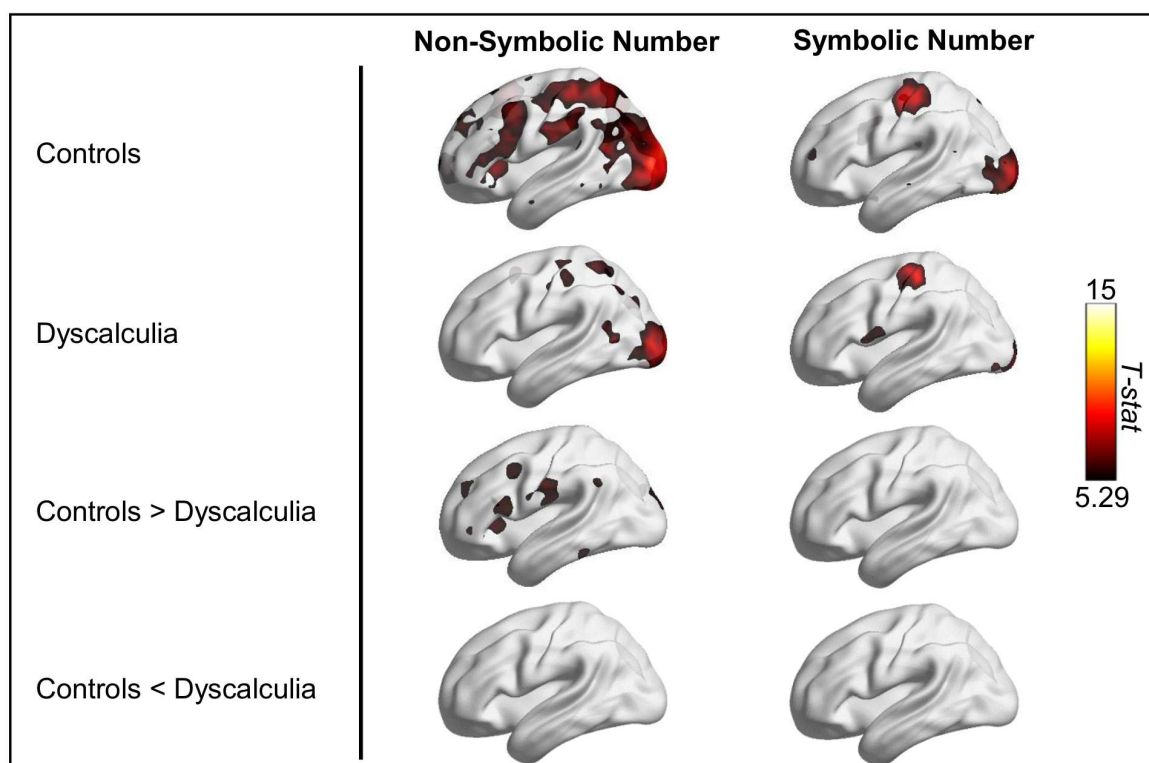 Non-Symbolic Number
Symbolic Number
Controls
Dyscalculia
Controls > Dyscalculia
Controls < Dyscalculia
15
T-stat
5.29